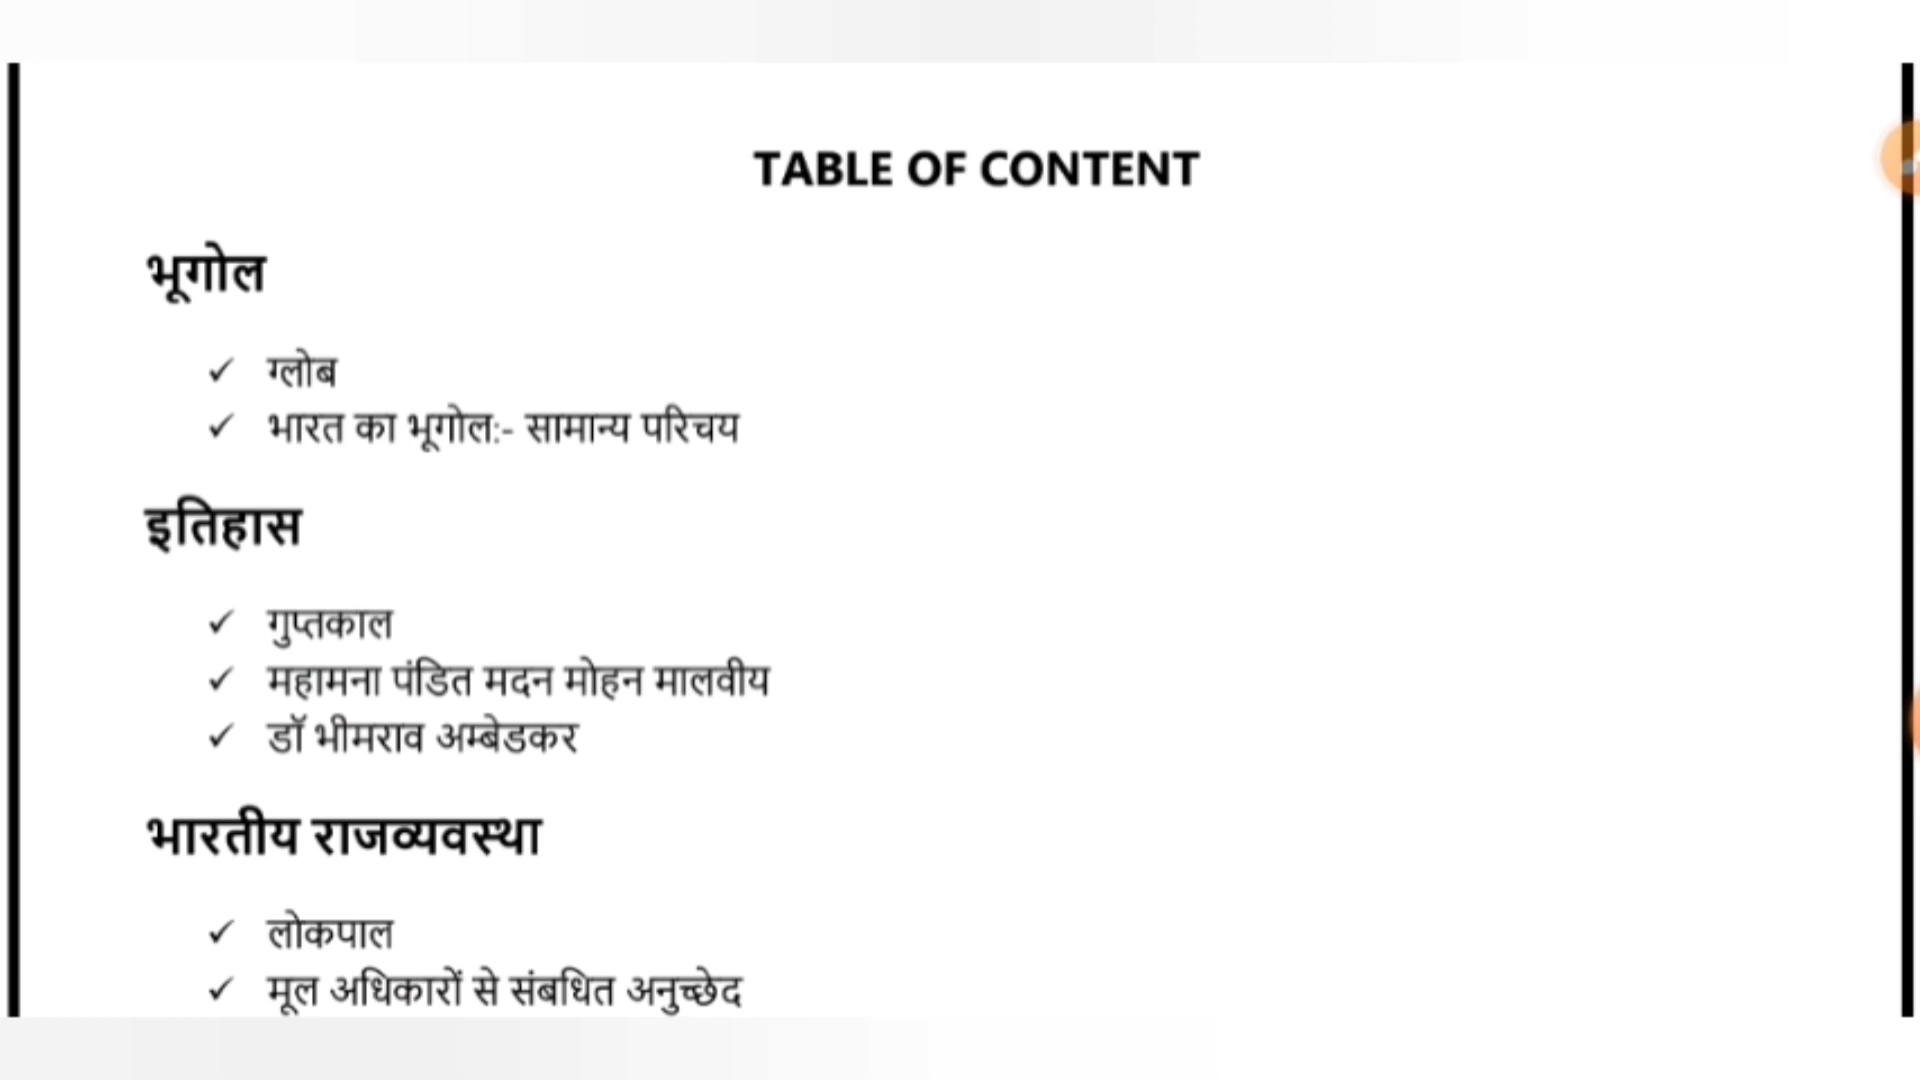 TABLE OF CONTENT
भूगोल
✓ ग्लोब
✓ भारत का भूगोल:- सामान्य परिचय
इतिहास
✓ गुप्तकाल
✓ महामना पंडित मदन मोहन मालवीय
✓ डॉ भीमराव अम्बेडकर
भारतीय राजव्यवस्था
✓ लोकपाल
✓ मूल अधिकारों से संबधित अनुच्छेद